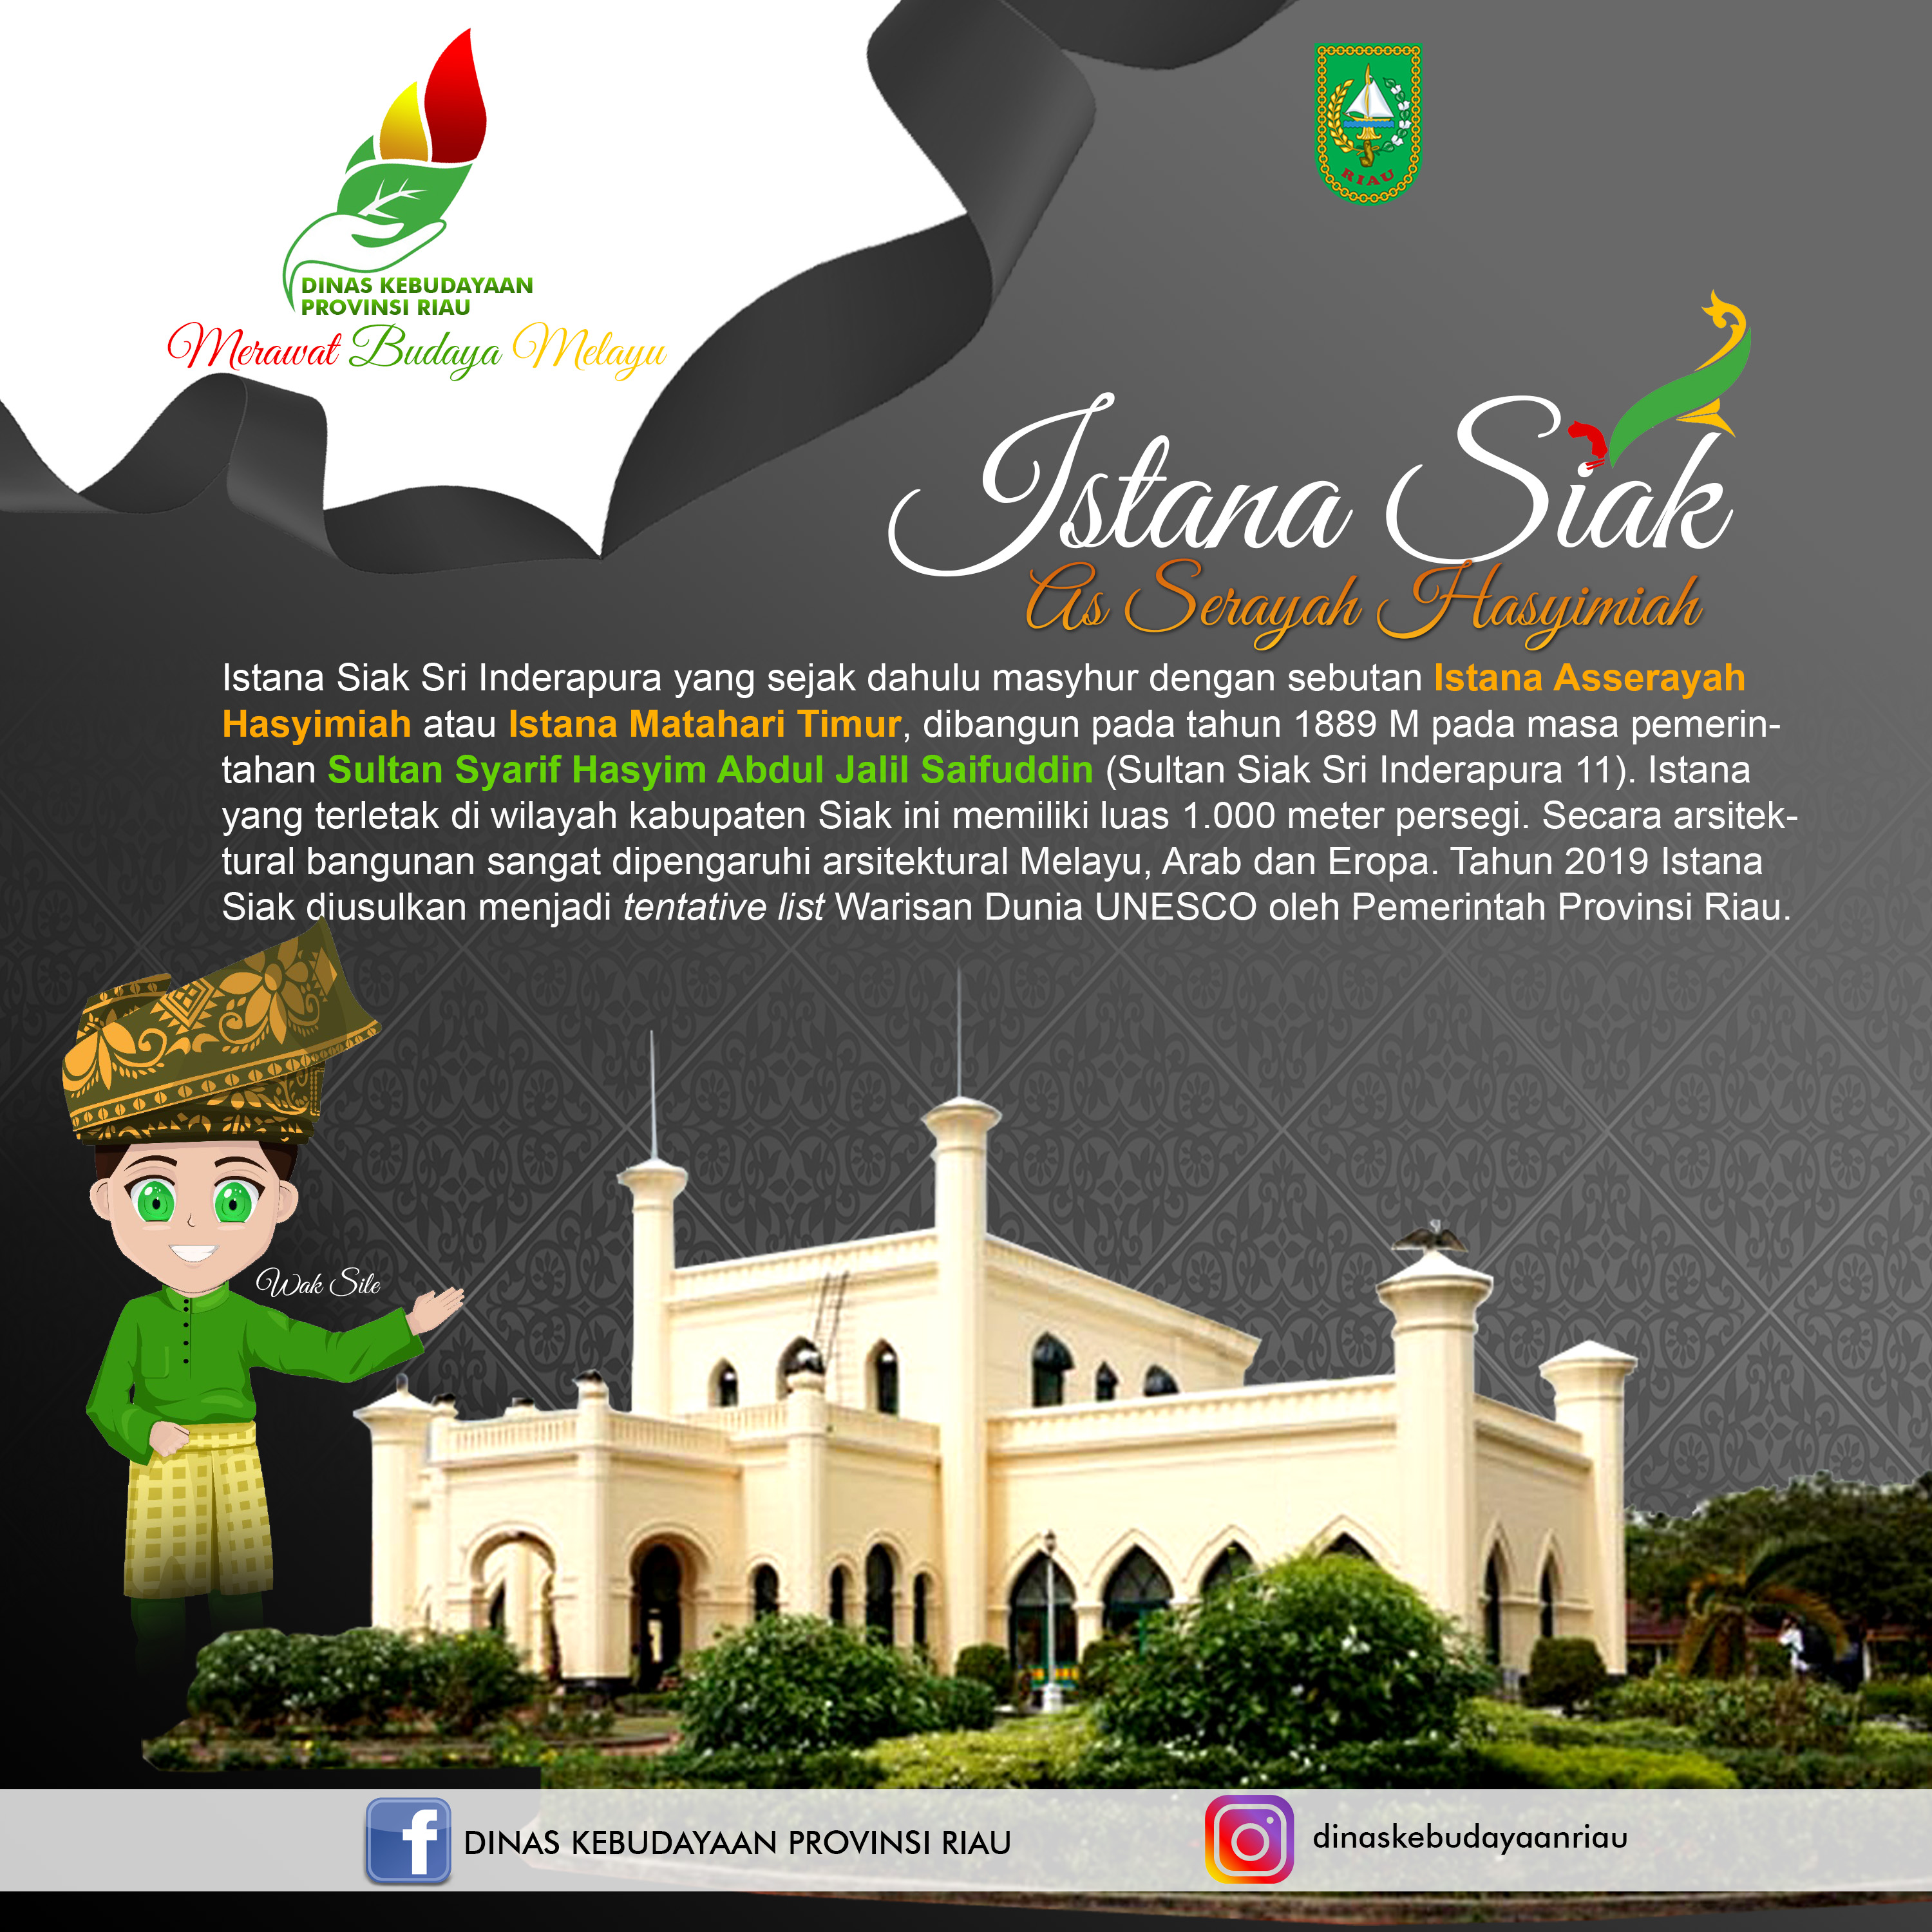 DINAS KEBUDAYAAN
PROVINSI RIAU
Merawat Budaya Melayu
RIAU
Istana Siak
As Serayah Hasyimiah
Istana Siak Sri Inderapura yang sejak dahulu masyhur dengan sebutan Istana Asserayah
Hasyimiah atau Istana Matahari Timur, dibangun pada tahun 1889 M pada masa pemerin-
tahan Sultan Syarif Hasyim Abdul Jalil Saifuddin (Sultan Siak Sri Inderapura 11). Istana
yang terletak di wilayah kabupaten Siak ini memiliki luas 1.000 meter persegi. Secara arsitek-
tural bangunan sangat dipengaruhi arsitektural Melayu, Arab dan Eropa. Tahun 2019 Istana
Siak diusulkan menjadi tentative list Warisan Dunia UNESCO oleh Pemerintah Provinsi Riau.
Wak Sile
DINAS KEBUDAYAAN PROVINSI RIAU
dinaskebudayaanriau